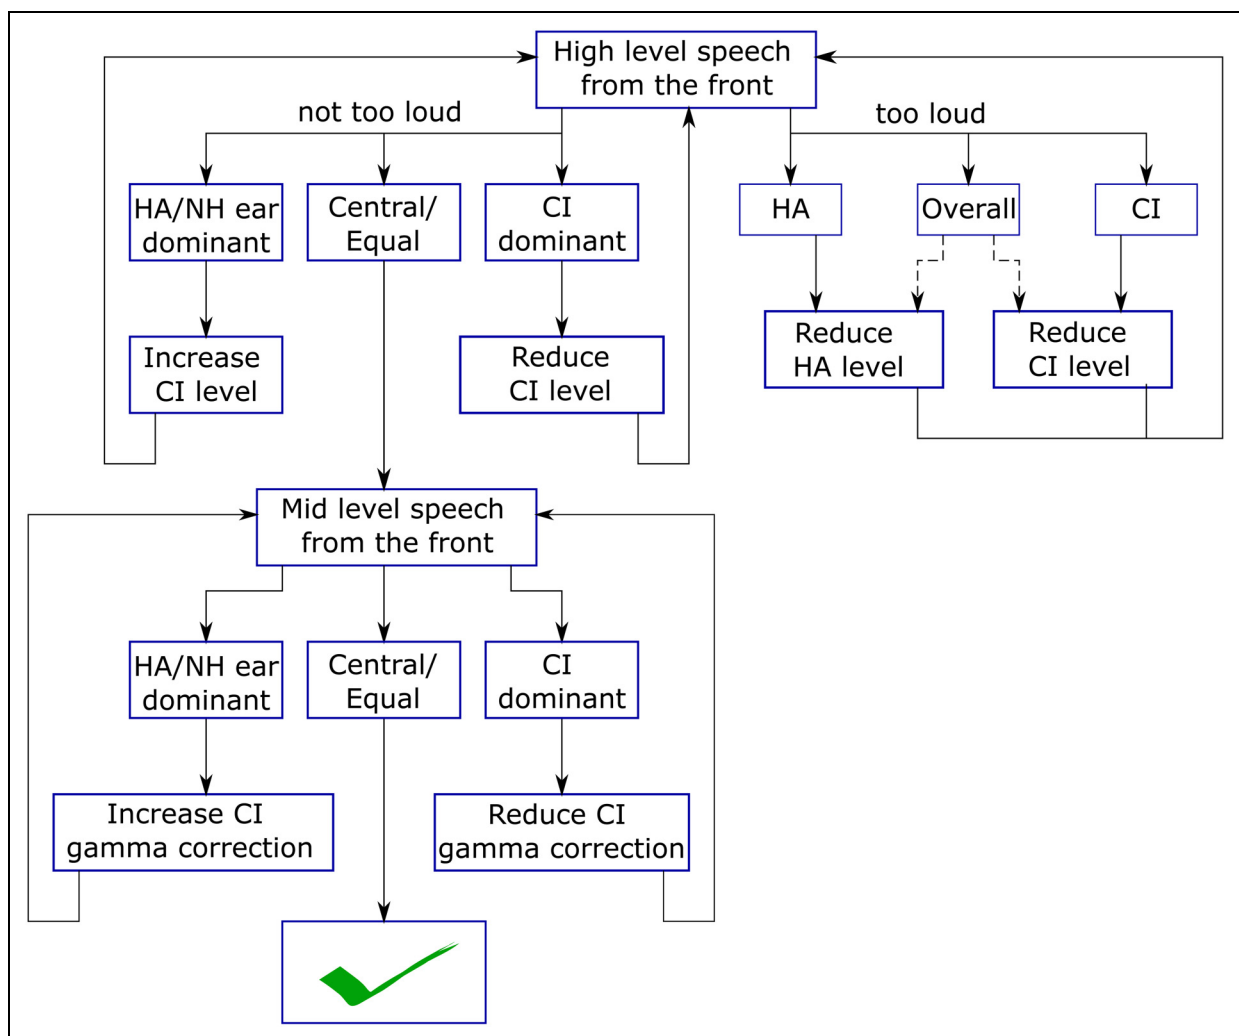 High level speech
from the front
not too loud
too loud
HA/NH ear
dominant
Central/
Equal
CI
dominant
HA
Overall
CI
Increase
CI level
Reduce
CI level
Reduce
HA level
Reduce
CI level
Mid level speech
from the front
HA/NH ear
dominant
Central/
Equal
CI
dominant
Increase CI
gamma correction
Reduce CI
gamma correction